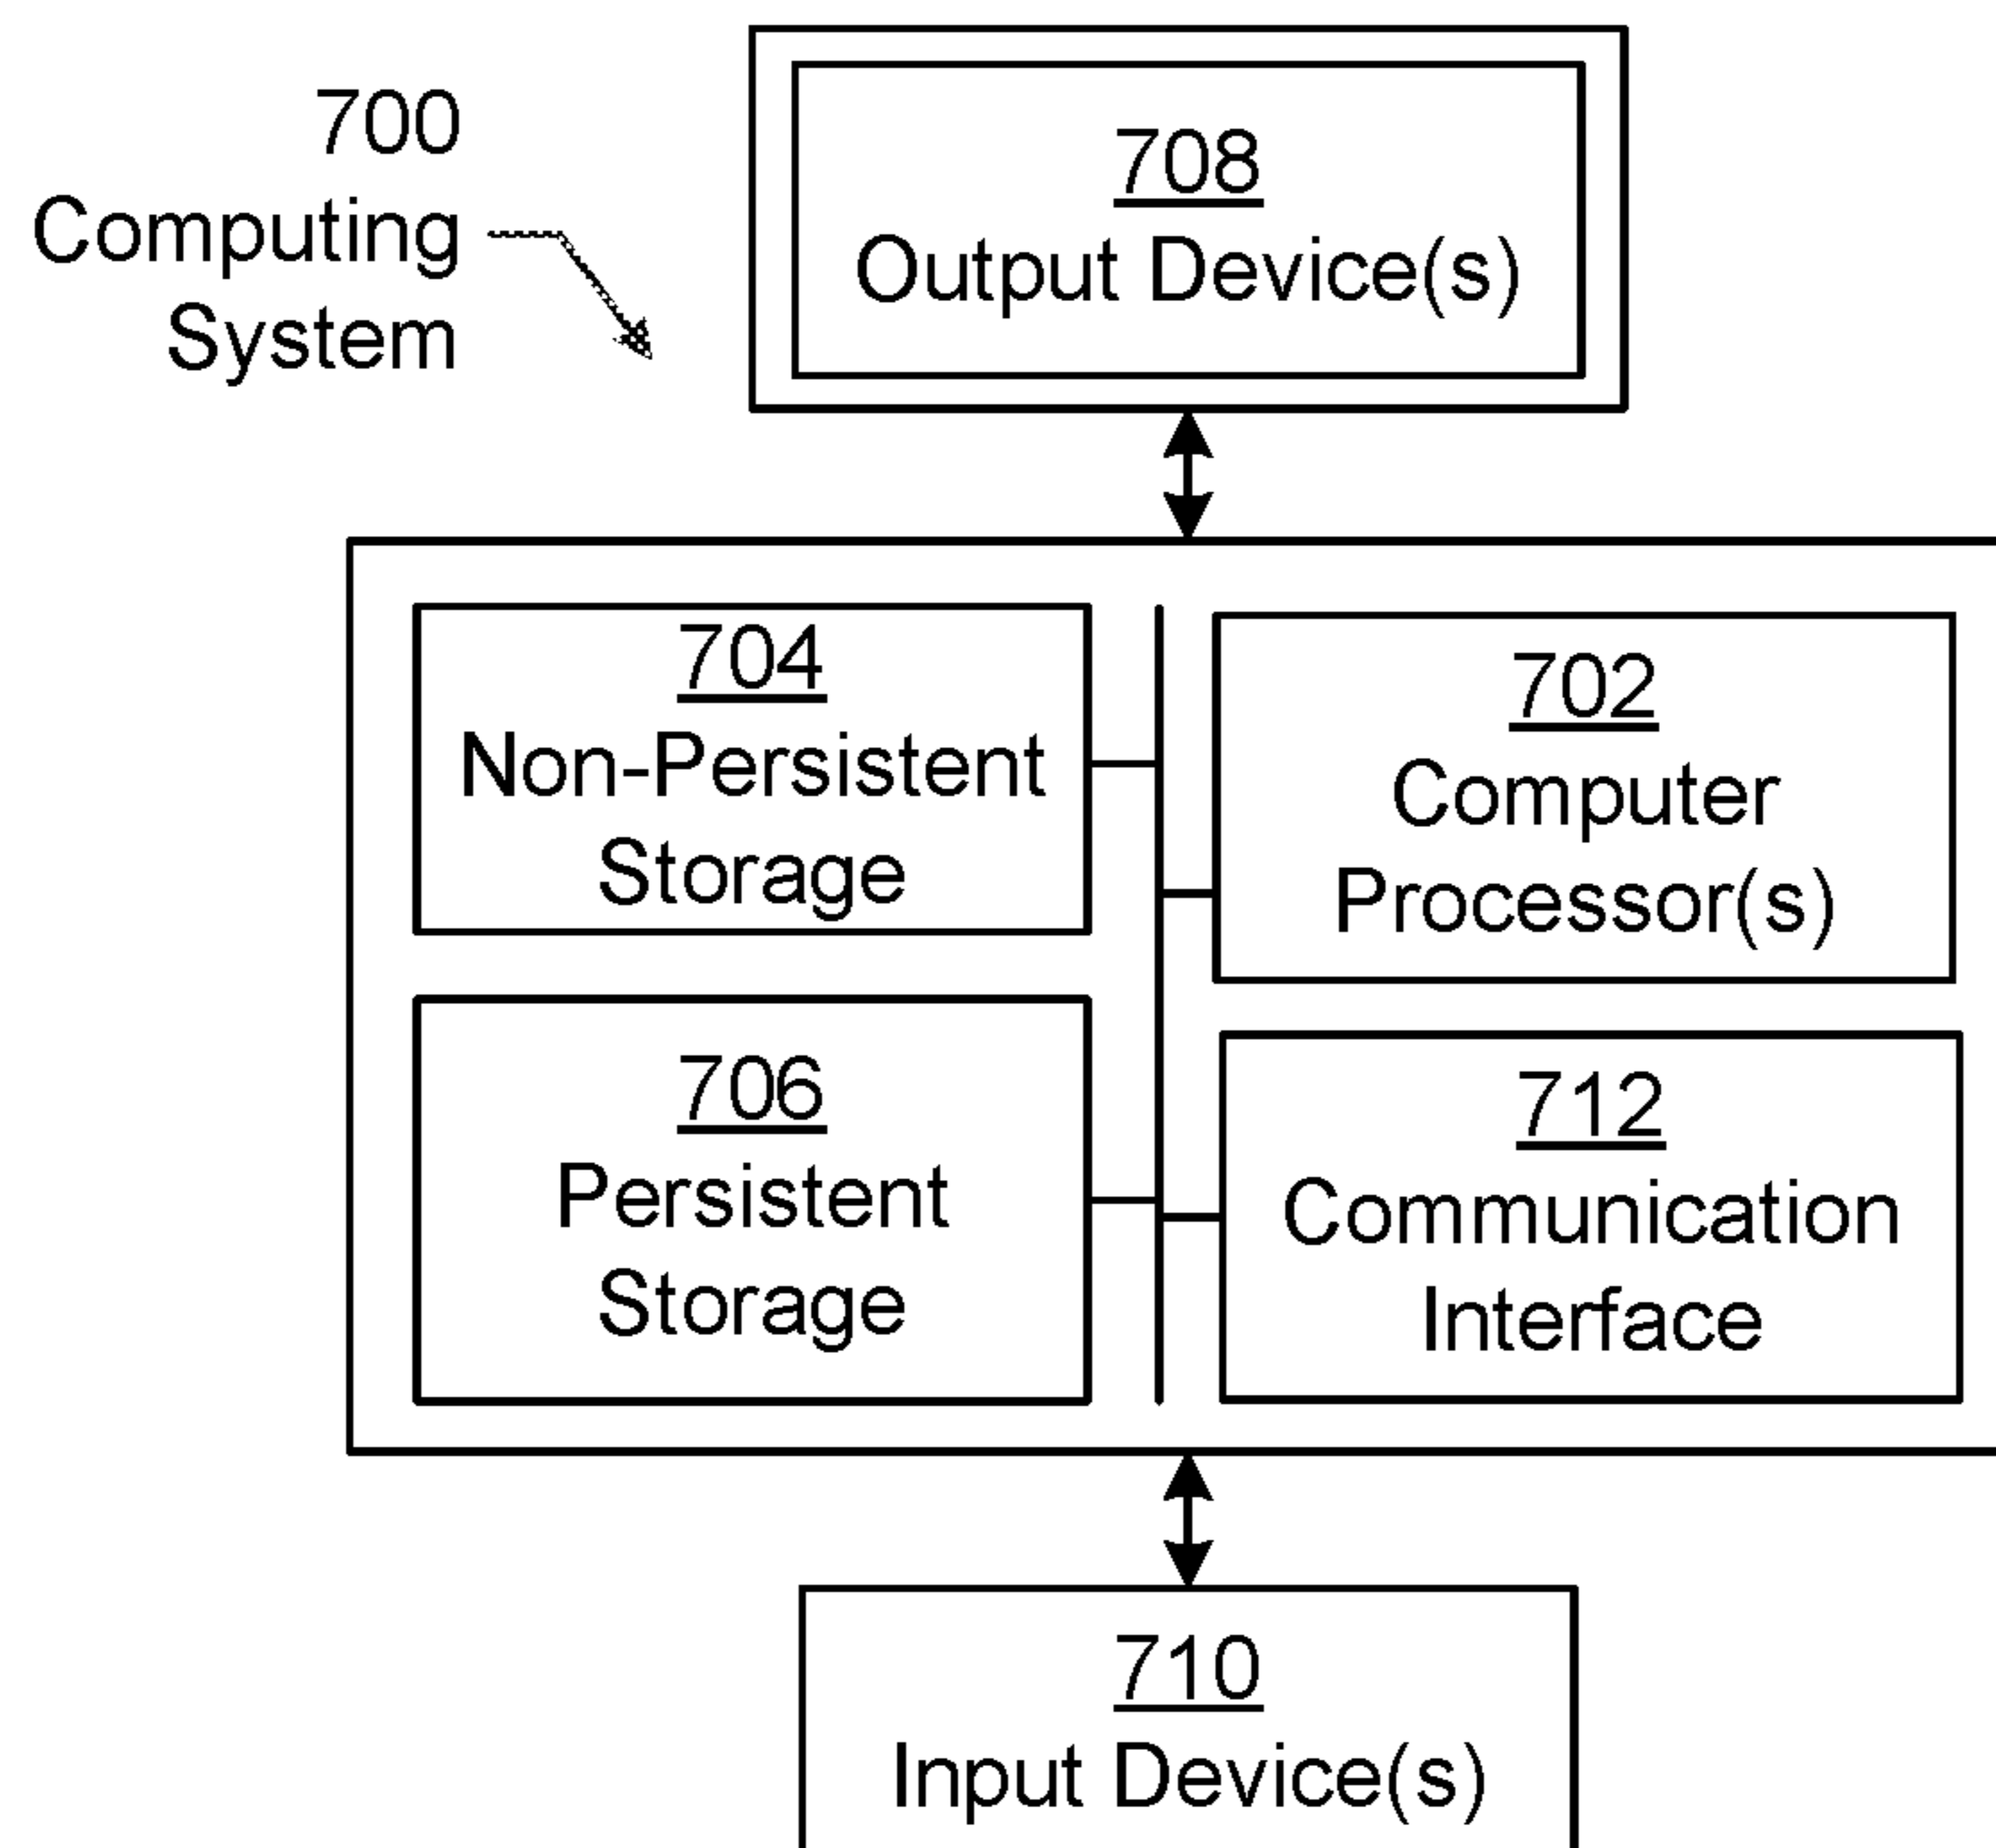 700
Computing
System
708
Output Device(s)
704
Non-Persistent
Storage
702
Computer
Processor(s)
706
Persistent
Storage
712
Communication
Interface
710
Input Device(s)